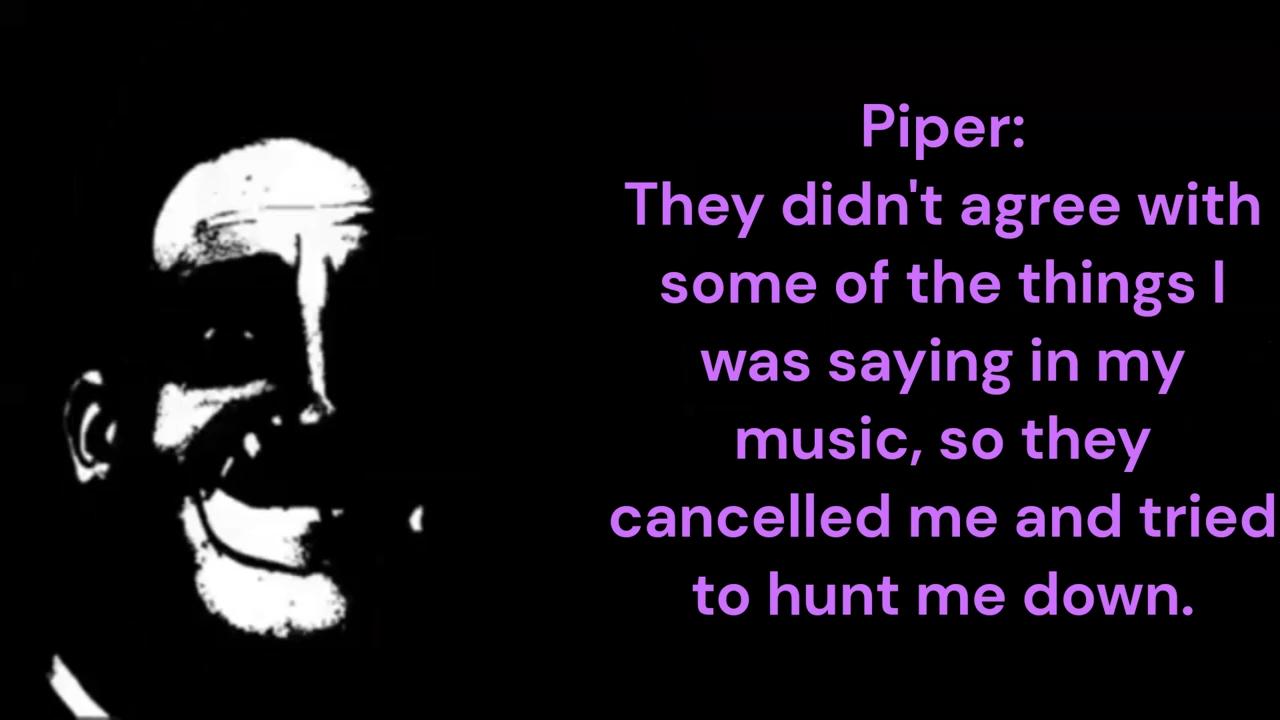 Piper:
They didn't agree with
some of the things I
was saying in my
music, so they
cancelled me and tried
to hunt me down.